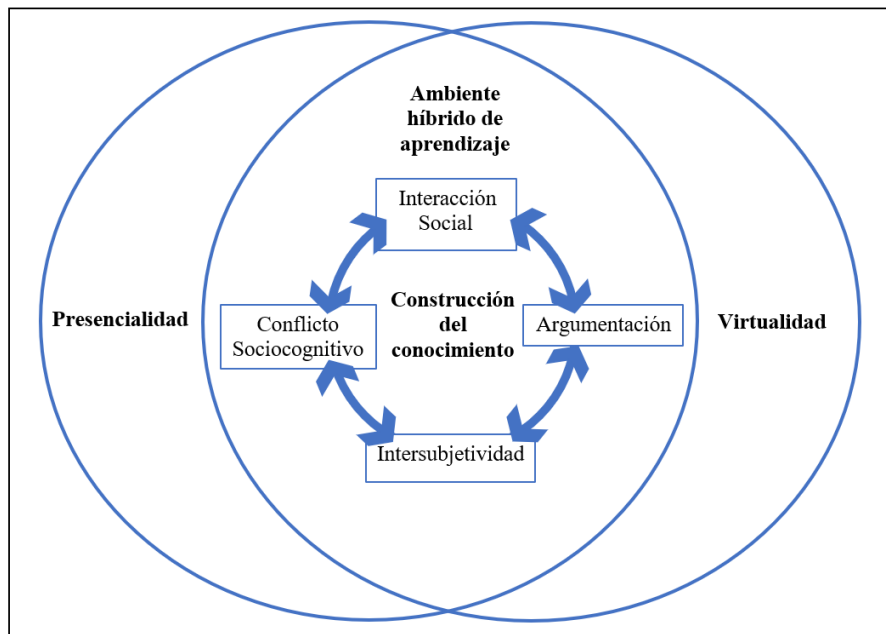 Ambiente
híbrido de
aprendizaje
Interacción
Social
Presencialidad
Conflicto
Sociocognitivo
Construcción
del
conocimiento
Argumentación
Virtualidad
Intersubjetividad